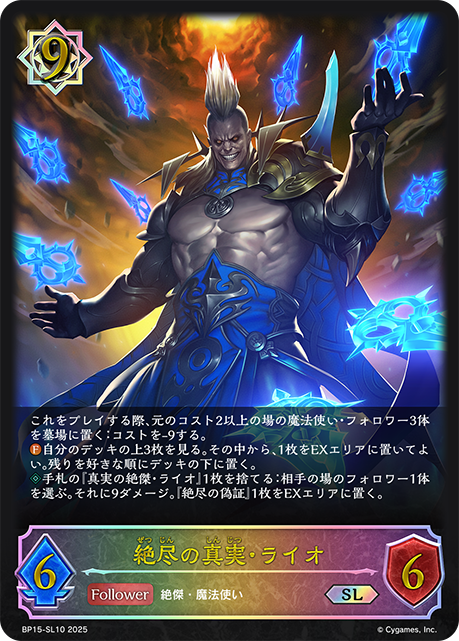 9
これをプレイする際、元のコスト2以上の場の魔法使い・フォロワー3体
を墓場に置く:コストを-9する。
F 自分のデッキの上3枚を見る。その中から、1枚をEXエリアに置いてよ
い。残りを好きな順にデッキの下に置く。
手札の『真実の絶傑・ライオ』1枚を捨てる:相手の場のフォロワー1体
を選ぶ。それに9ダメージ。『絶尽の偽証』1枚をEXエリアに置く。
ぜつ じん しん じつ
絶尽の真実・ライオ
6 Follower 絶傑・魔法使い SL 6
BP15-SL10 2025 © Cygames, Inc.